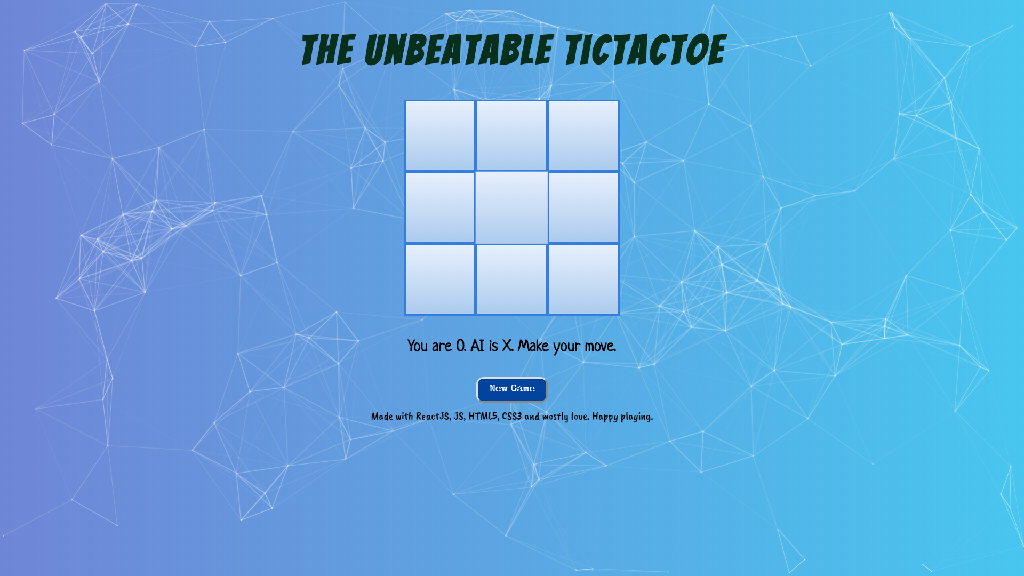 THE UNBEATABLE TICTACTOE
You are O. AI is X. Make your move.
New Game
Made with ReactJS, JS, HTML5, CSS3 and mostly love. Happy playing.